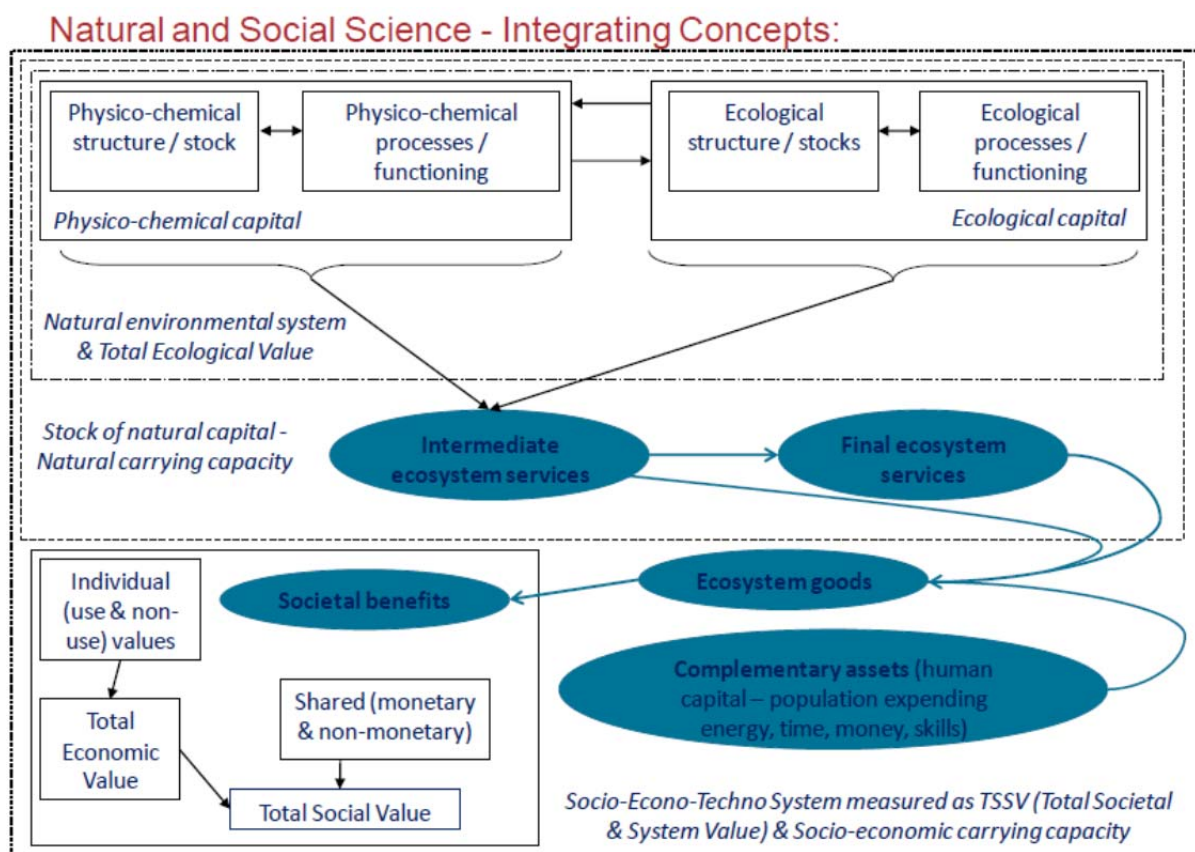 Natural and Social Science - Integrating Concepts:
Physico-chemical
structure / stock
Physico-chemical
processes /
functioning
Physico-chemical capital
Ecological
structure / stocks
Ecological
processes /
functioning
Ecological capital
Natural environmental system
& Total Ecological Value
Stock of natural capital -
Natural carrying capacity
Intermediate
ecosystem services
Final ecosystem
services
Individual
(use & non-
use) values
Societal benefits
Ecosystem goods
Complementary assets (human
capital – population expending
energy, time, money, skills)
Total
Economic
Value
Shared (monetary
& non-monetary)
Total Social Value
Socio-Econo-Techno System measured as TSSV (Total Societal
& System Value) & Socio-economic carrying capacity